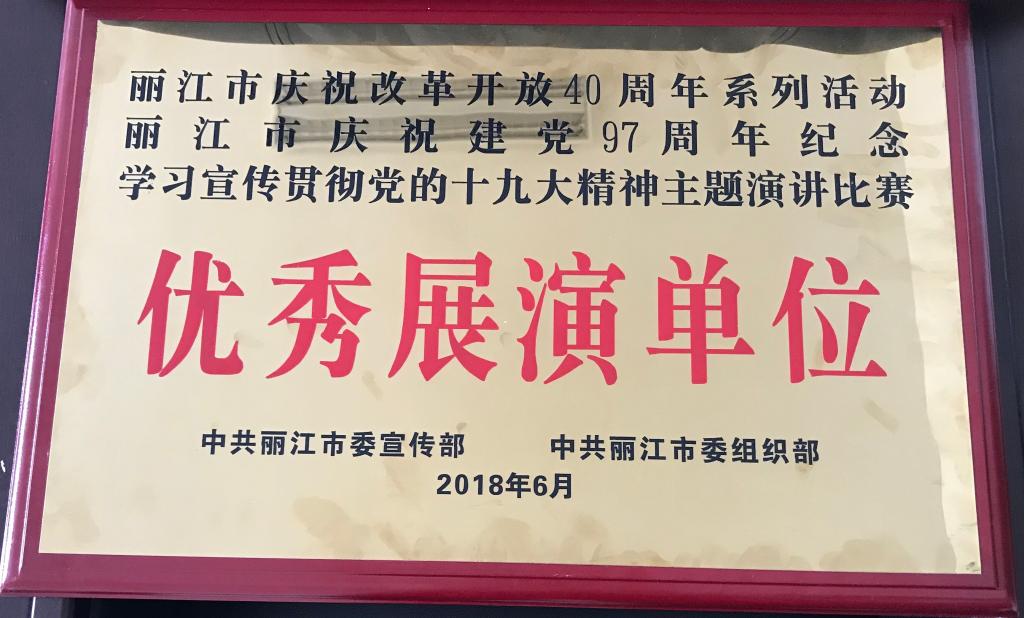 丽江市庆祝改革开放40周年系列活动
丽江市庆祝建党97周年纪念
学习宣传贯彻党的十九大精神主题演讲比赛
优秀展演单位
中共丽江市委宣传部 中共丽江市委组织部
2018年6月